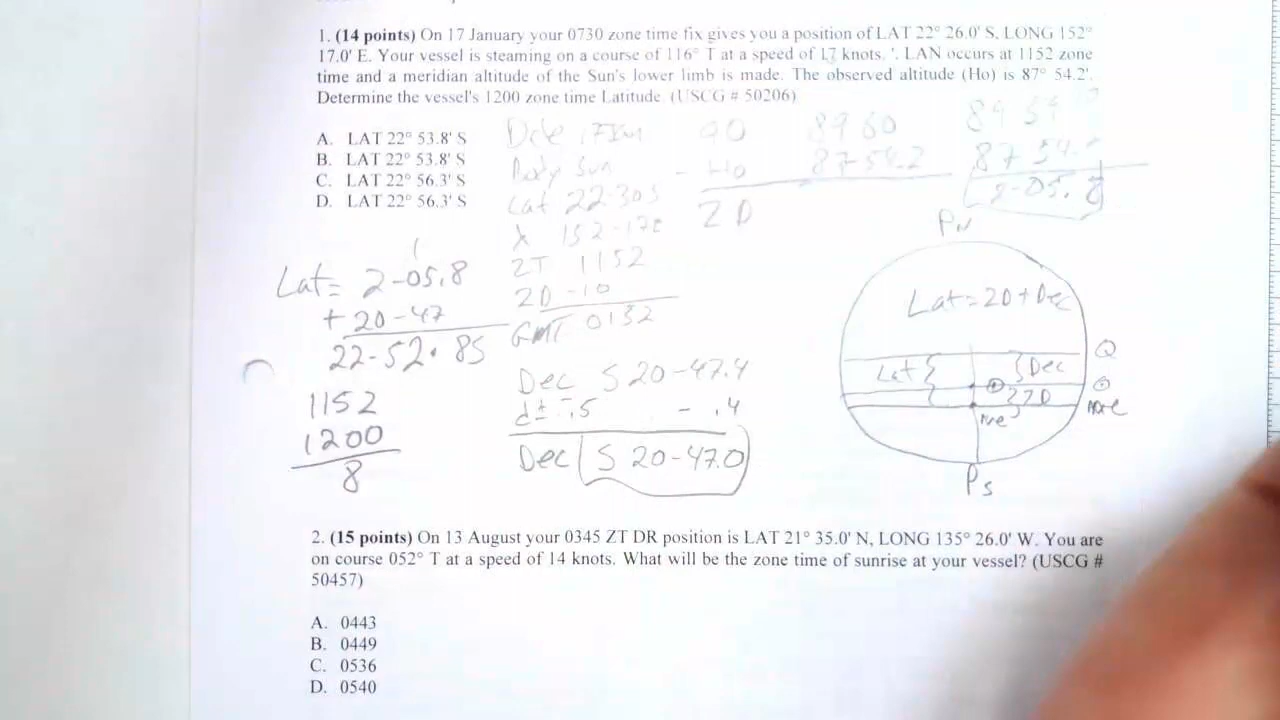 1. (14 points) On 17 January your 0730 zone time fix gives you a position of LAT 22° 26.0' S, LONG 152°
17.0' E. Your vessel is steaming on a course of 116° T at a speed of 17 knots, '. LAN occurs at 1152 zone
time and a meridian altitude of the Sun's lower limb is made. The observed altitude (Ho) is 87° 54.2'.
Determine the vessel's 1200 zone time Latitude. (USCG # 50206)
A. LAT 22° 53.8' S
B. LAT 22° 53.8' S
C. LAT 22° 56.3' S
D. LAT 22° 56.3' S
Date 17 Jan
Body Sun
Lat 22-30S
λ 152-17E
ZT 1152
ZD -10
GMT 0152
Dec S 20-47.4
d± -.5 -.4
Dec S 20-47.0
90
- Ho
ZD
89 60
87-54.2
89 59
87 54.
2-05.8
Lat= 2-05.8
+ 20-47
22-52.85
1
1152
1200
8
Pn
Lat=ZD+Dec
Lat
Dec
Q
ZD
me
more
Ps
2. (15 points) On 13 August your 0345 ZT DR position is LAT 21° 35.0' N, LONG 135° 26.0' W. You are
on course 052° T at a speed of 14 knots. What will be the zone time of sunrise at your vessel? (USCG #
50457)
A. 0443
B. 0449
C. 0536
D. 0540